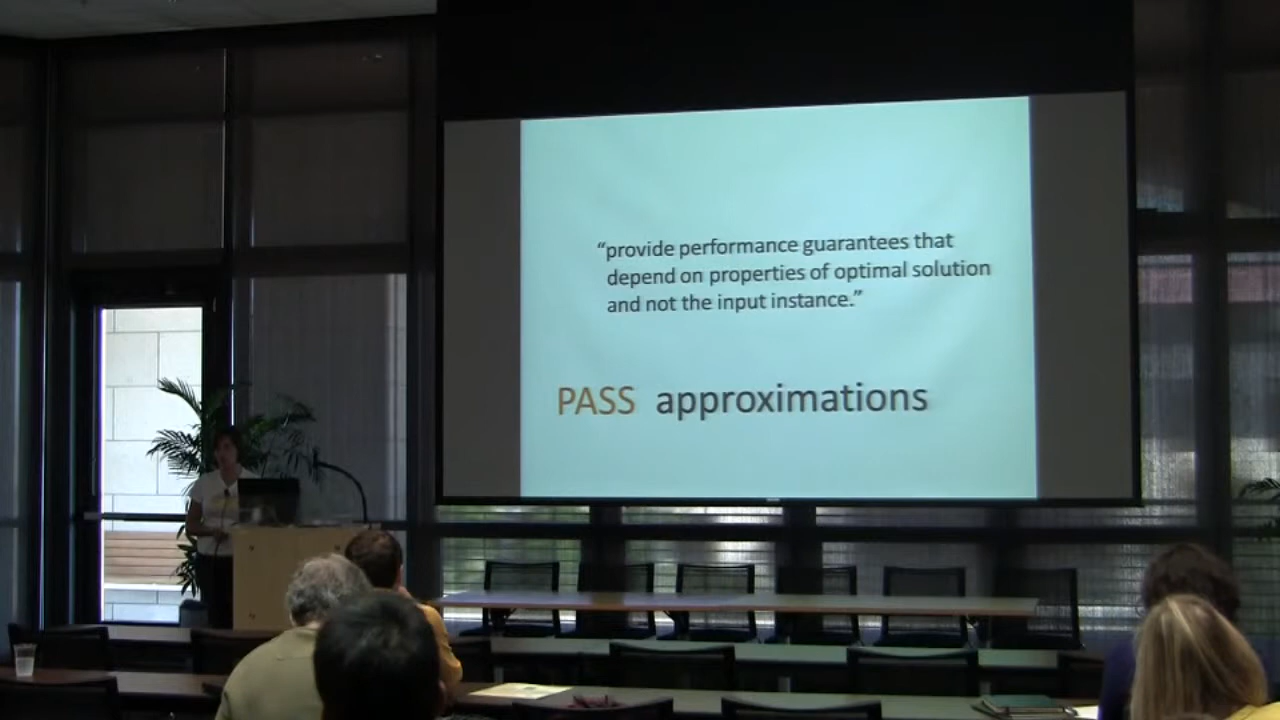 “provide performance guarantees that
depend on properties of optimal solution
and not the input instance.”
PASS approximations